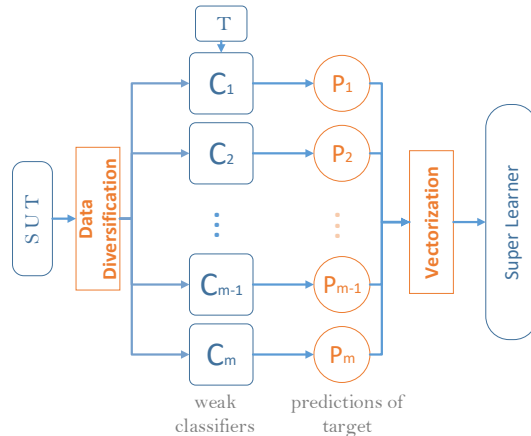 T
C1
P1
C2
P2
S U T
Data
Diversification
Vectorization
Super Learner
Cm-1
Pm-1
Cm
Pm
weak
classifiers
predictions of
target